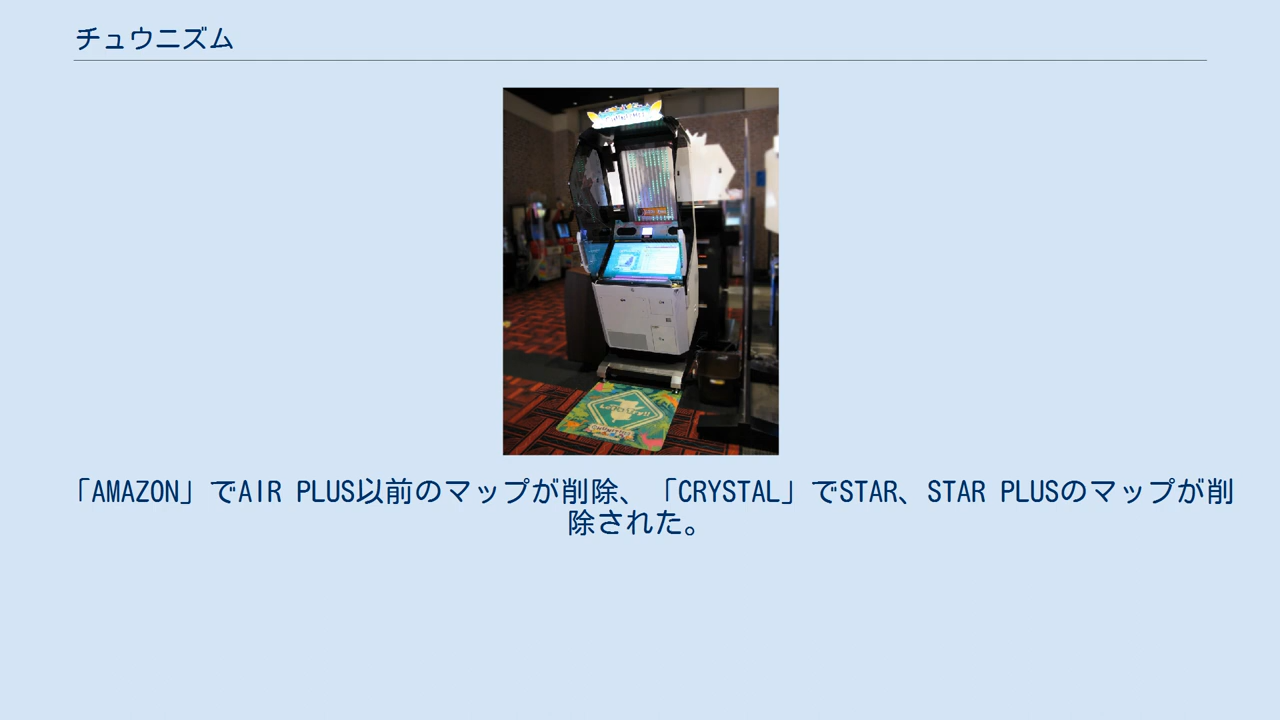 チュウニズム
「AMAZON」でAIR PLUS以前のマップが削除、「CRYSTAL」でSTAR、STAR PLUSのマップが削
除された。